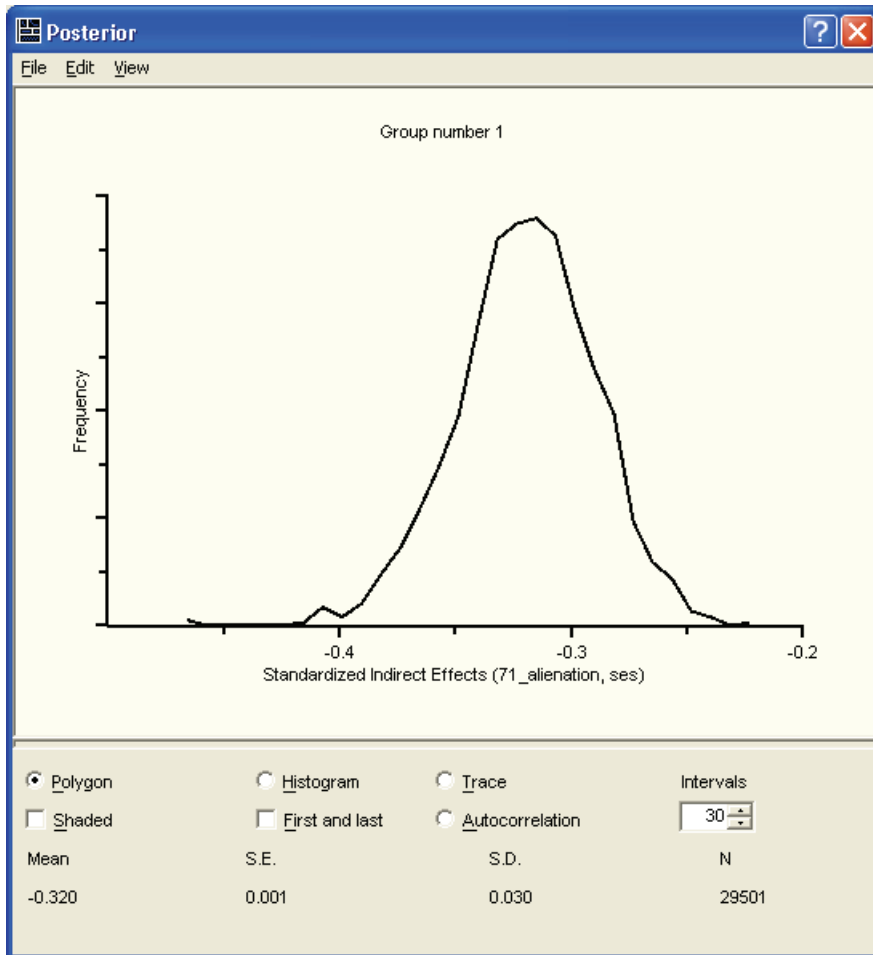 Posterior
File Edit View
Group number 1
Frequency
-0.4 -0.3 -0.2
Standardized Indirect Effects (71_alienation, ses)
Polygon Histogram Trace Intervals
Shaded First and last Autocorrelation 30
Mean S.E. S.D. N
-0.320 0.001 0.030 29501